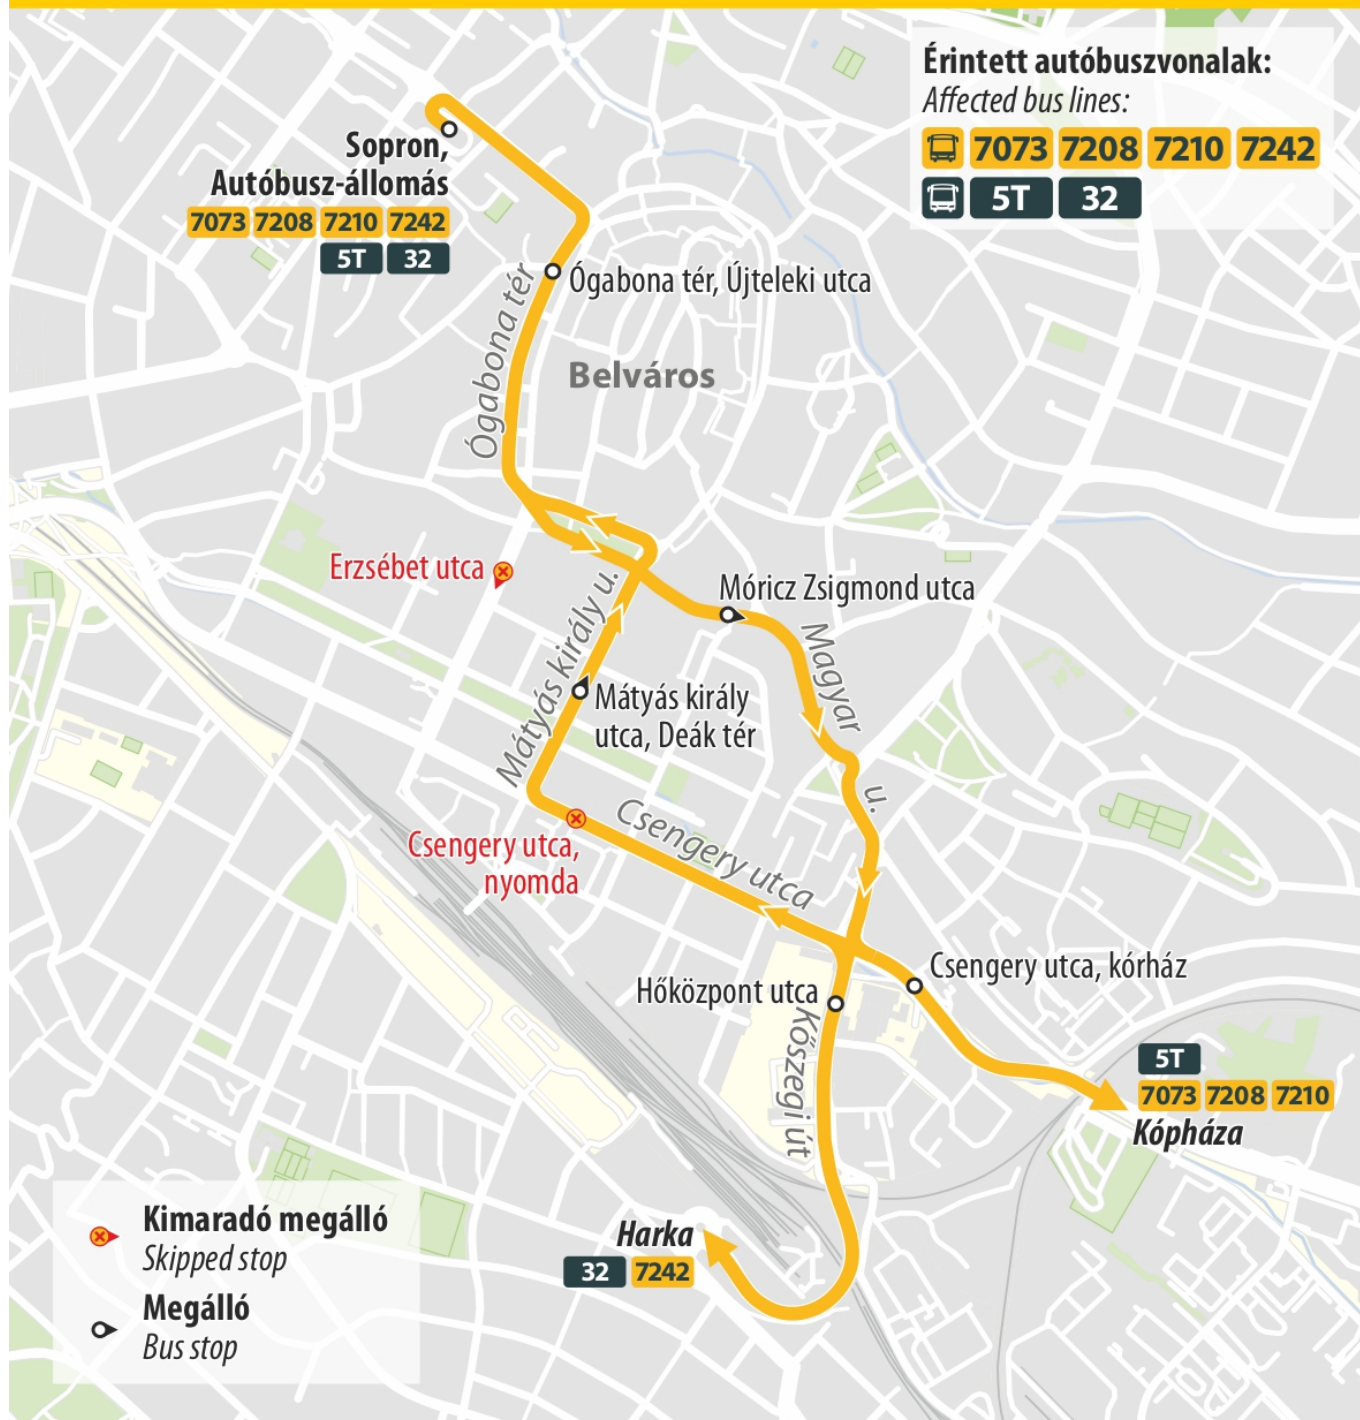 Érintett autóbuszvonalak:
Affected bus lines:
7073 7208 7210 7242
5T 32
Sopron,
Autóbusz-állomás
7073 7208 7210 7242
5T 32
Ógabona tér, Újteleki utca
Ógabona tér
Belváros
Erzsébet utca
Móricz Zsigmond utca
Mátyás király u.
Magyar u.
Mátyás király
utca, Deák tér
Csengery utca,
nyomda
Csengery utca
Csengery utca, kórház
Hőközpont utca
Kőszegi út
5T
7073 7208 7210
Kópháza
Harka
32 7242
Kimaradó megálló
Skipped stop
Megálló
Bus stop